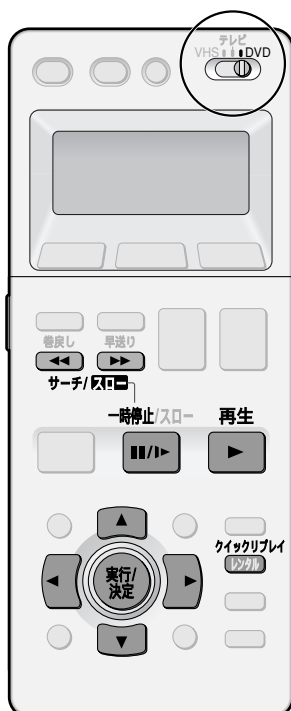 テレビ
VHS DVD
巻戻し 早送り
サーチ/スロー
一時停止/スロー 再生
クイックリプレイ
レンタル
実行/
決定